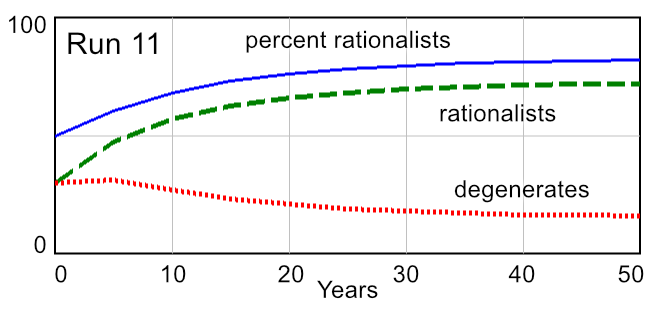 100
Run 11
percent rationalists
rationalists
degenerates
0
0 10 20 30 40 50
Years